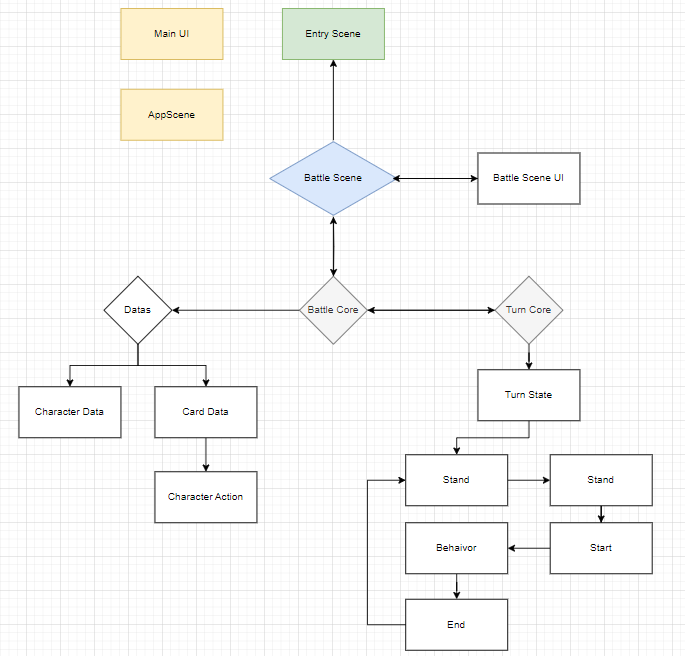 Main UI
Entry Scene
AppScene
Battle Scene
Battle Scene UI
Datas
Battle Core
Turn Core
Turn State
Character Data
Card Data
Stand
Stand
Character Action
Behaivor
Start
End